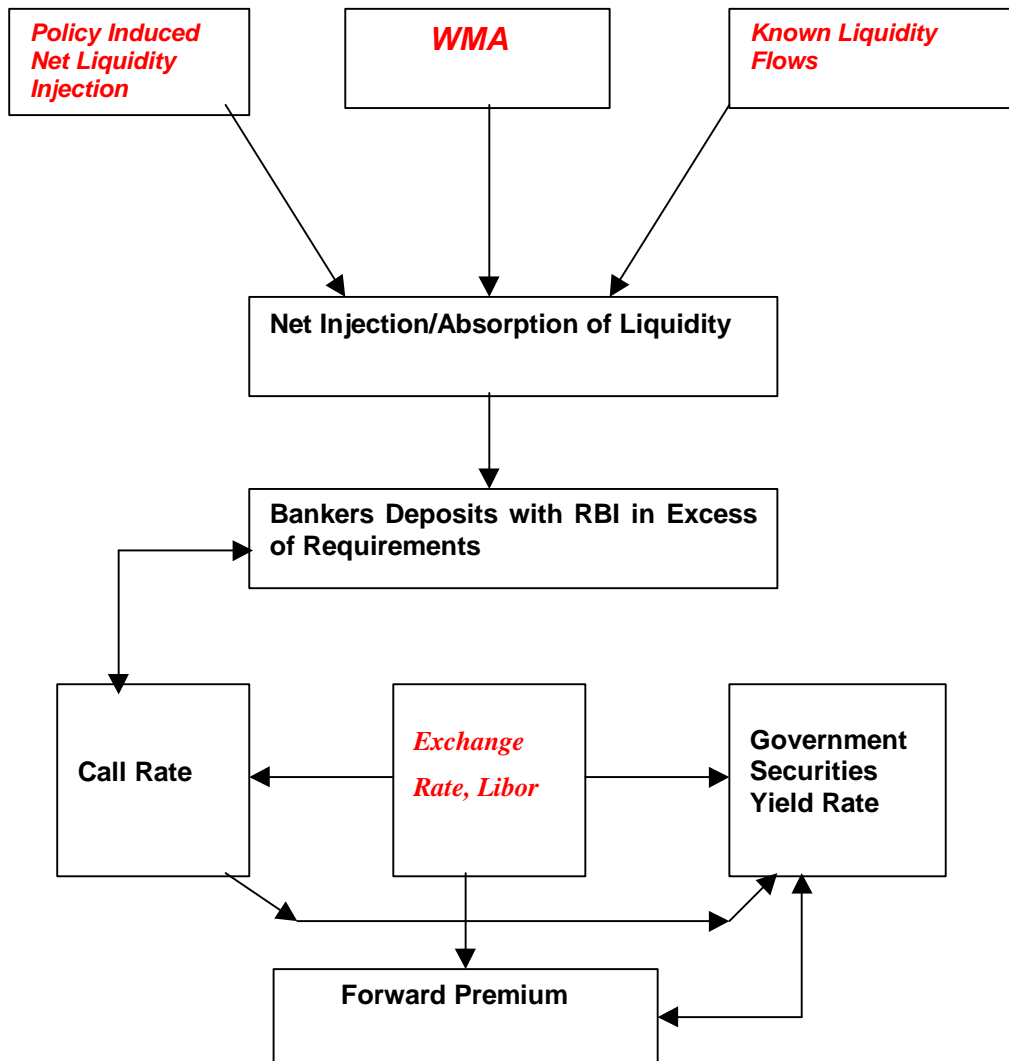 Policy Induced
Net Liquidity
Injection
WMA
Known Liquidity
Flows
Net Injection/Absorption of Liquidity
Bankers Deposits with RBI in Excess
of Requirements
Call Rate
Exchange
Rate, Libor
Government
Securities
Yield Rate
Forward Premium